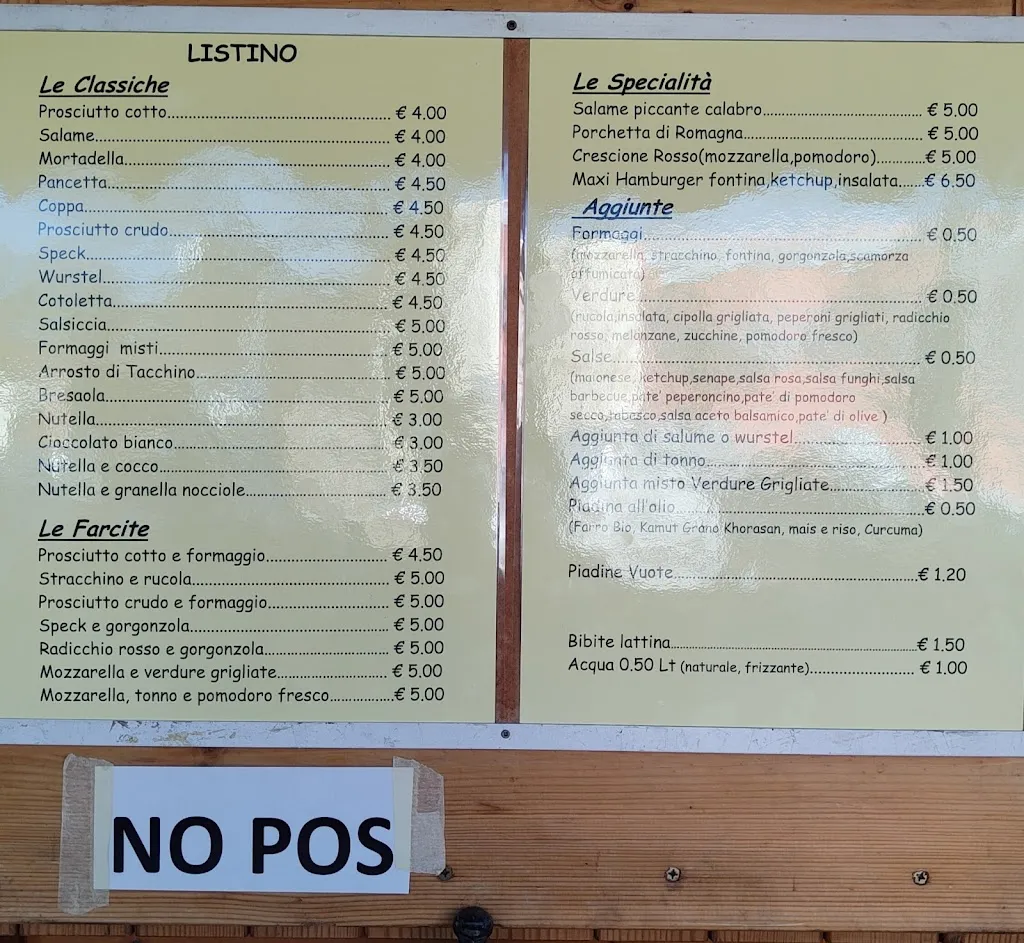 LISTINO
Le Classiche
Prosciutto cotto.......................................... € 4.00
Salame....................................................... € 4.00
Mortadella................................................. € 4.00
Pancetta.................................................... € 4.50
Coppa......................................................... € 4.50
Prosciutto crudo......................................... € 4.50
Speck......................................................... € 4.50
Wurstel...................................................... € 4.50
Cotoletta................................................... € 4.50
Salsiccia.................................................... € 5.00
Formaggi misti........................................... € 5.00
Arrosto di Tacchino.................................... € 5.00
Bresaola.................................................... € 5.00
Nutella...................................................... € 3.00
Cioccolato bianco........................................ € 3.00
Nutella e cocco........................................... € 3.50
Nutella e granella nocciole........................... € 3.50
Le Farcite
Prosciutto cotto e formaggio....................... € 4.50
Stracchino e rucola..................................... € 5.00
Prosciutto crudo e formaggio....................... € 5.00
Speck e gorgonzola...................................... € 5.00
Radicchio rosso e gorgonzola........................ € 5.00
Mozzarella e verdure grigliate..................... € 5.00
Mozzarella, tonno e pomodoro fresco............€ 5.00
Le Specialità
Salame piccante calabro............................... € 5.00
Porchetta di Romagna.................................. € 5.00
Crescione Rosso(mozzarella,pomodoro)..........€ 5.00
Maxi Hamburger fontina,ketchup,insalata......€ 6.50
Aggiunte
Formaggi.................................................... € 0.50
(mozzarella, stracchino, fontina, gorgonzola,scamorza
affumicata)
Verdure..................................................... € 0.50
(rucola,insalata, cipolla grigliata, peperoni grigliati, radicchio
rosso, melanzane, zucchine, pomodoro fresco)
Salse......................................................... € 0.50
(maionese, ketchup,senape,salsa rosa,salsa funghi,salsa
barbecue,pate' peperoncino,pate' di pomodoro
secco,tabasco,salsa aceto balsamico,pate' di olive )
Aggiunta di salume o wurstel........................ € 1.00
Aggiunta di tonno........................................ € 1.00
Aggiunta misto Verdure Grigliate..................€ 1.50
Piadina all'olio............................................€ 0.50
(Farro Bio, Kamut Grano Khorasan, mais e riso, Curcuma)
Piadine Vuote..............................................€ 1.20
Bibite lattina..............................................€ 1.50
Acqua 0.50 Lt (naturale, frizzante)......................... € 1.00
NO POS